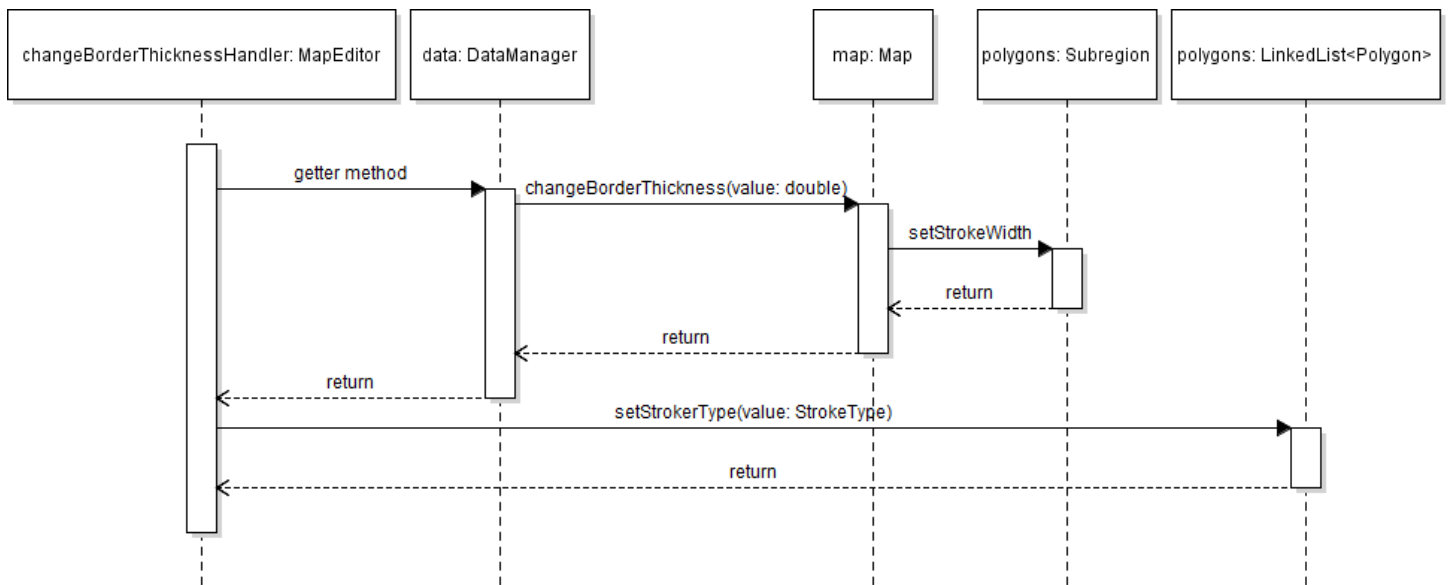 changeBorderThicknessHandler: MapEditor
data: DataManager
map: Map
polygons: Subregion
polygons: LinkedList<Polygon>
getter method
changeBorderThickness(value: double)
setStrokeWidth
return
return
return
setStrokerType(value: StrokeType)
return